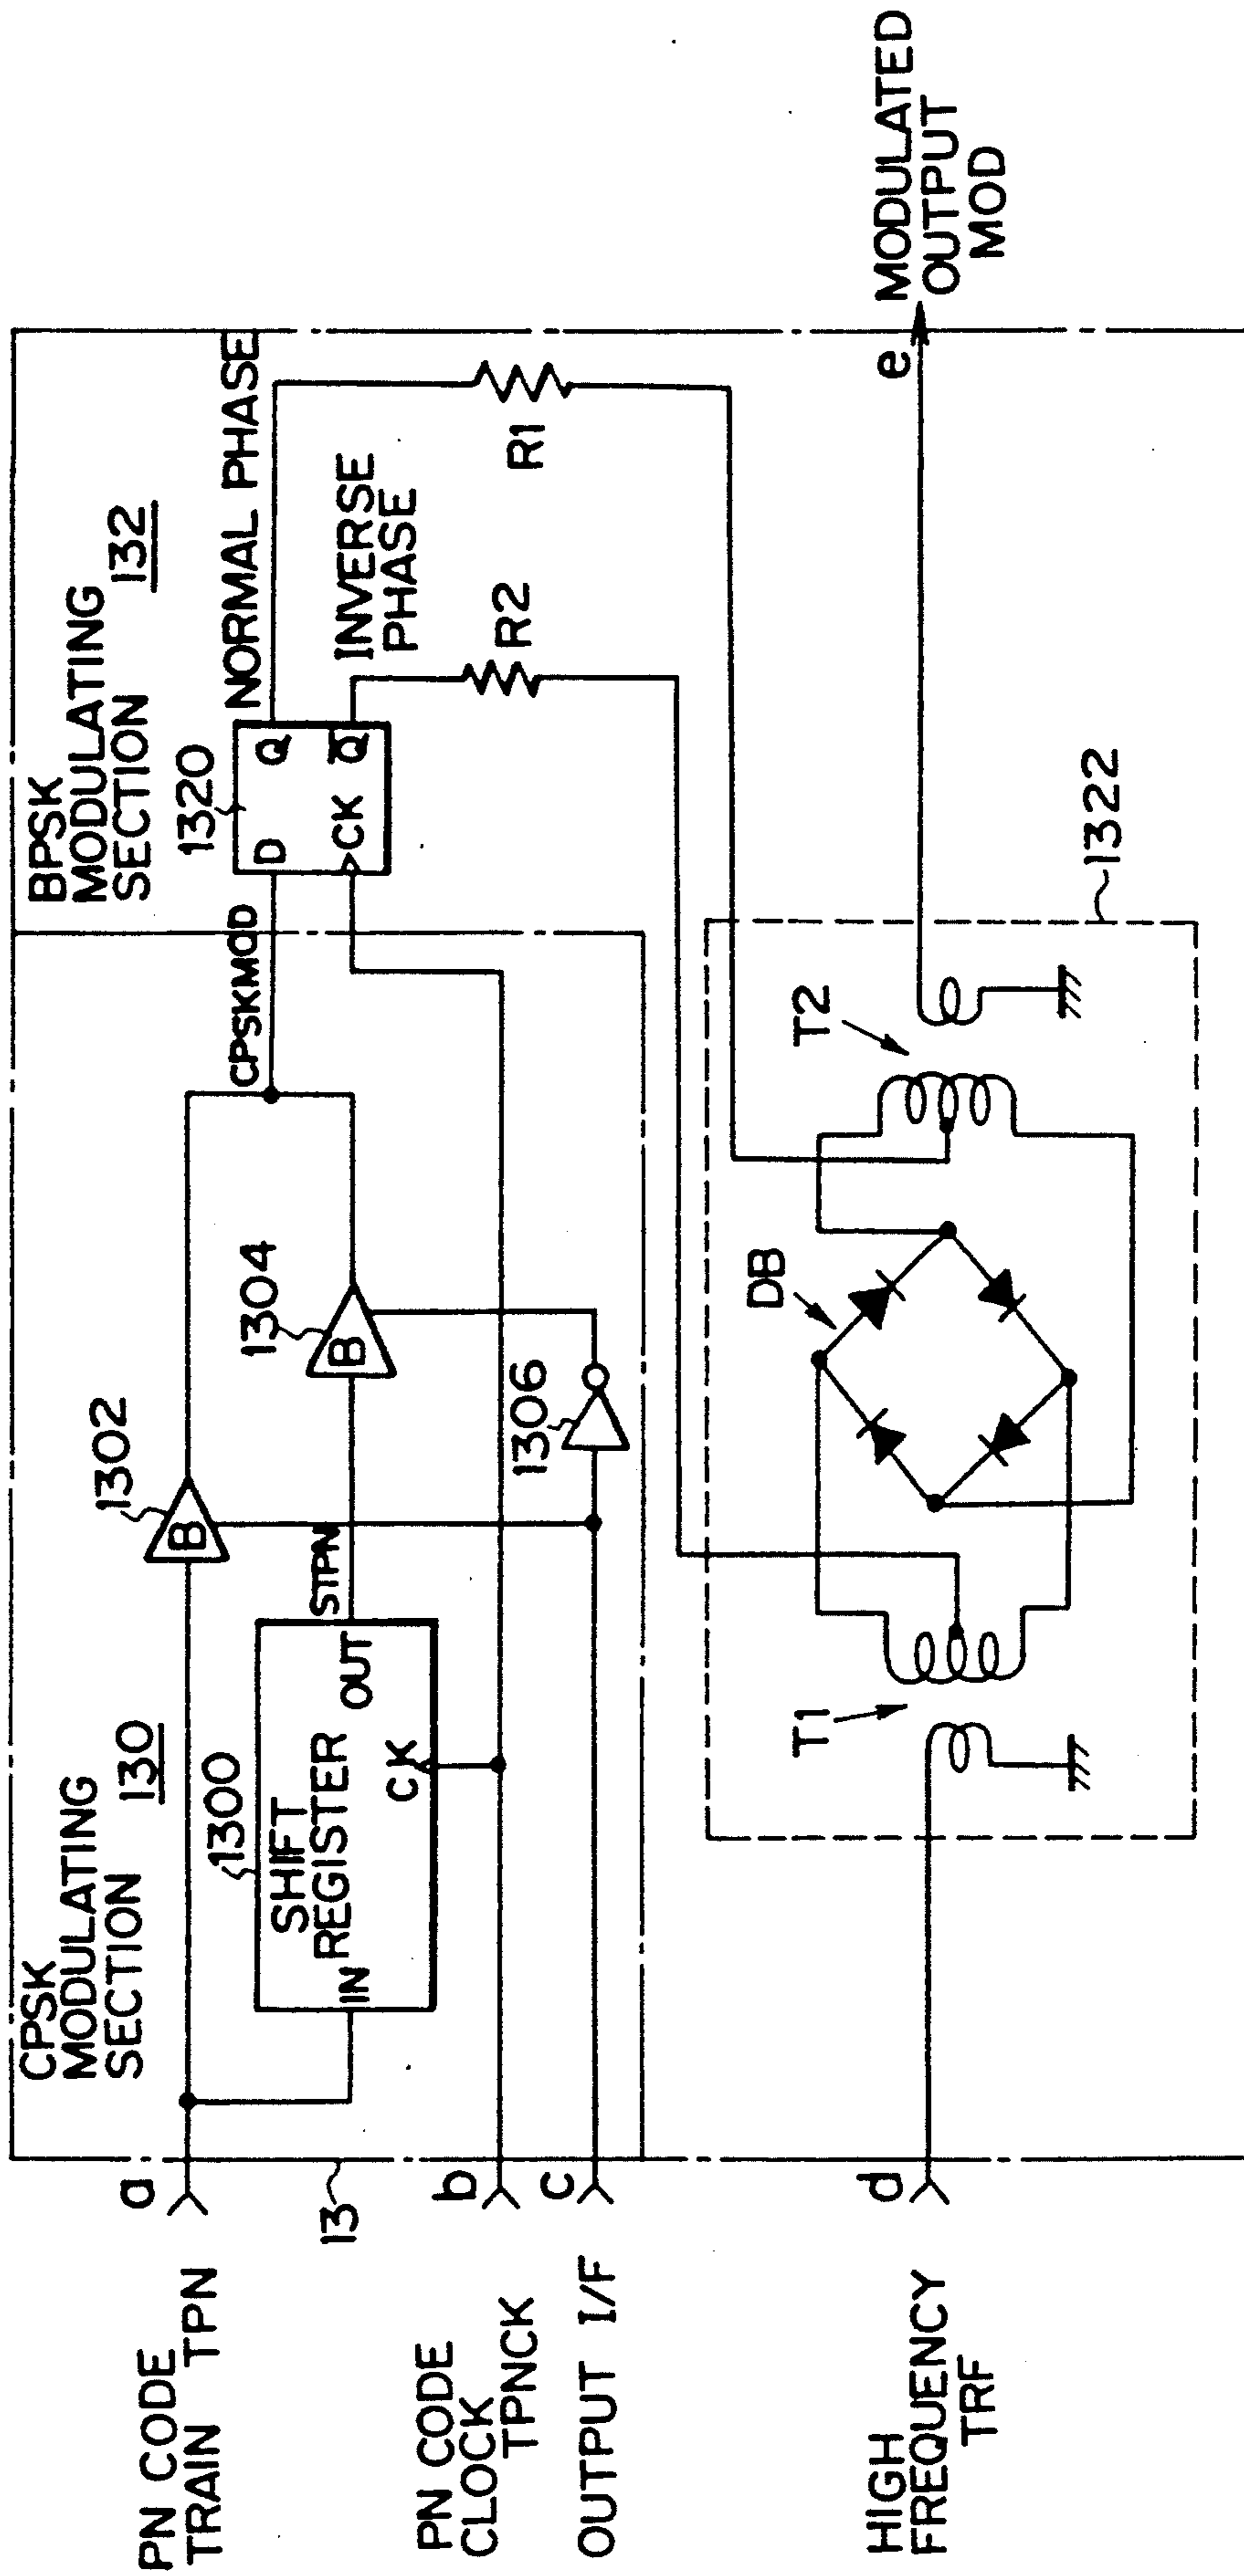 CPSK
MODULATING
SECTION 130
BPSK
MODULATING
SECTION 132
a
PN CODE
TRAIN TPN
13
1300
SHIFT
REGISTER
IN
OUT
CK
STPN
1302
B
1304
B
1306
CPSKMOD
1320
D
Q
CK
Q̅
NORMAL PHASE
INVERSE
PHASE
R1
R2
b
PN CODE
CLOCK
TPNCK
c
OUTPUT I/F
d
HIGH
FREQUENCY
TRF
T1
DB
T2
1322
e
MODULATED
OUTPUT
MOD